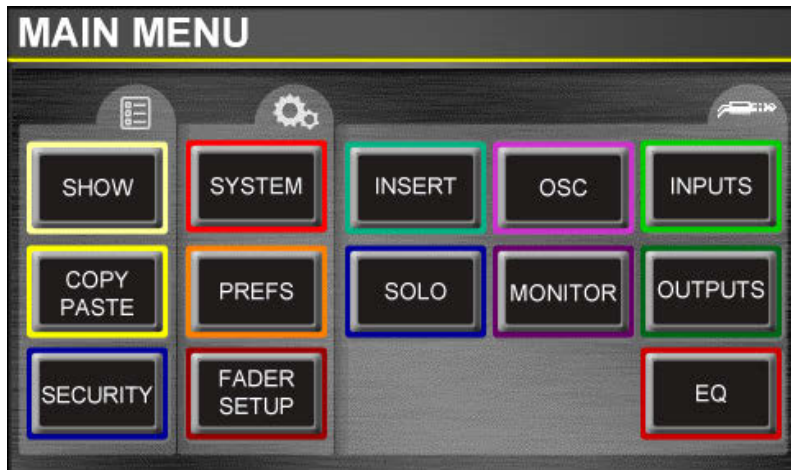 MAIN MENU
SHOW
SYSTEM
INSERT
OSC
INPUTS
COPY
PASTE
PREFS
SOLO
MONITOR
OUTPUTS
SECURITY
FADER
SETUP
EQ